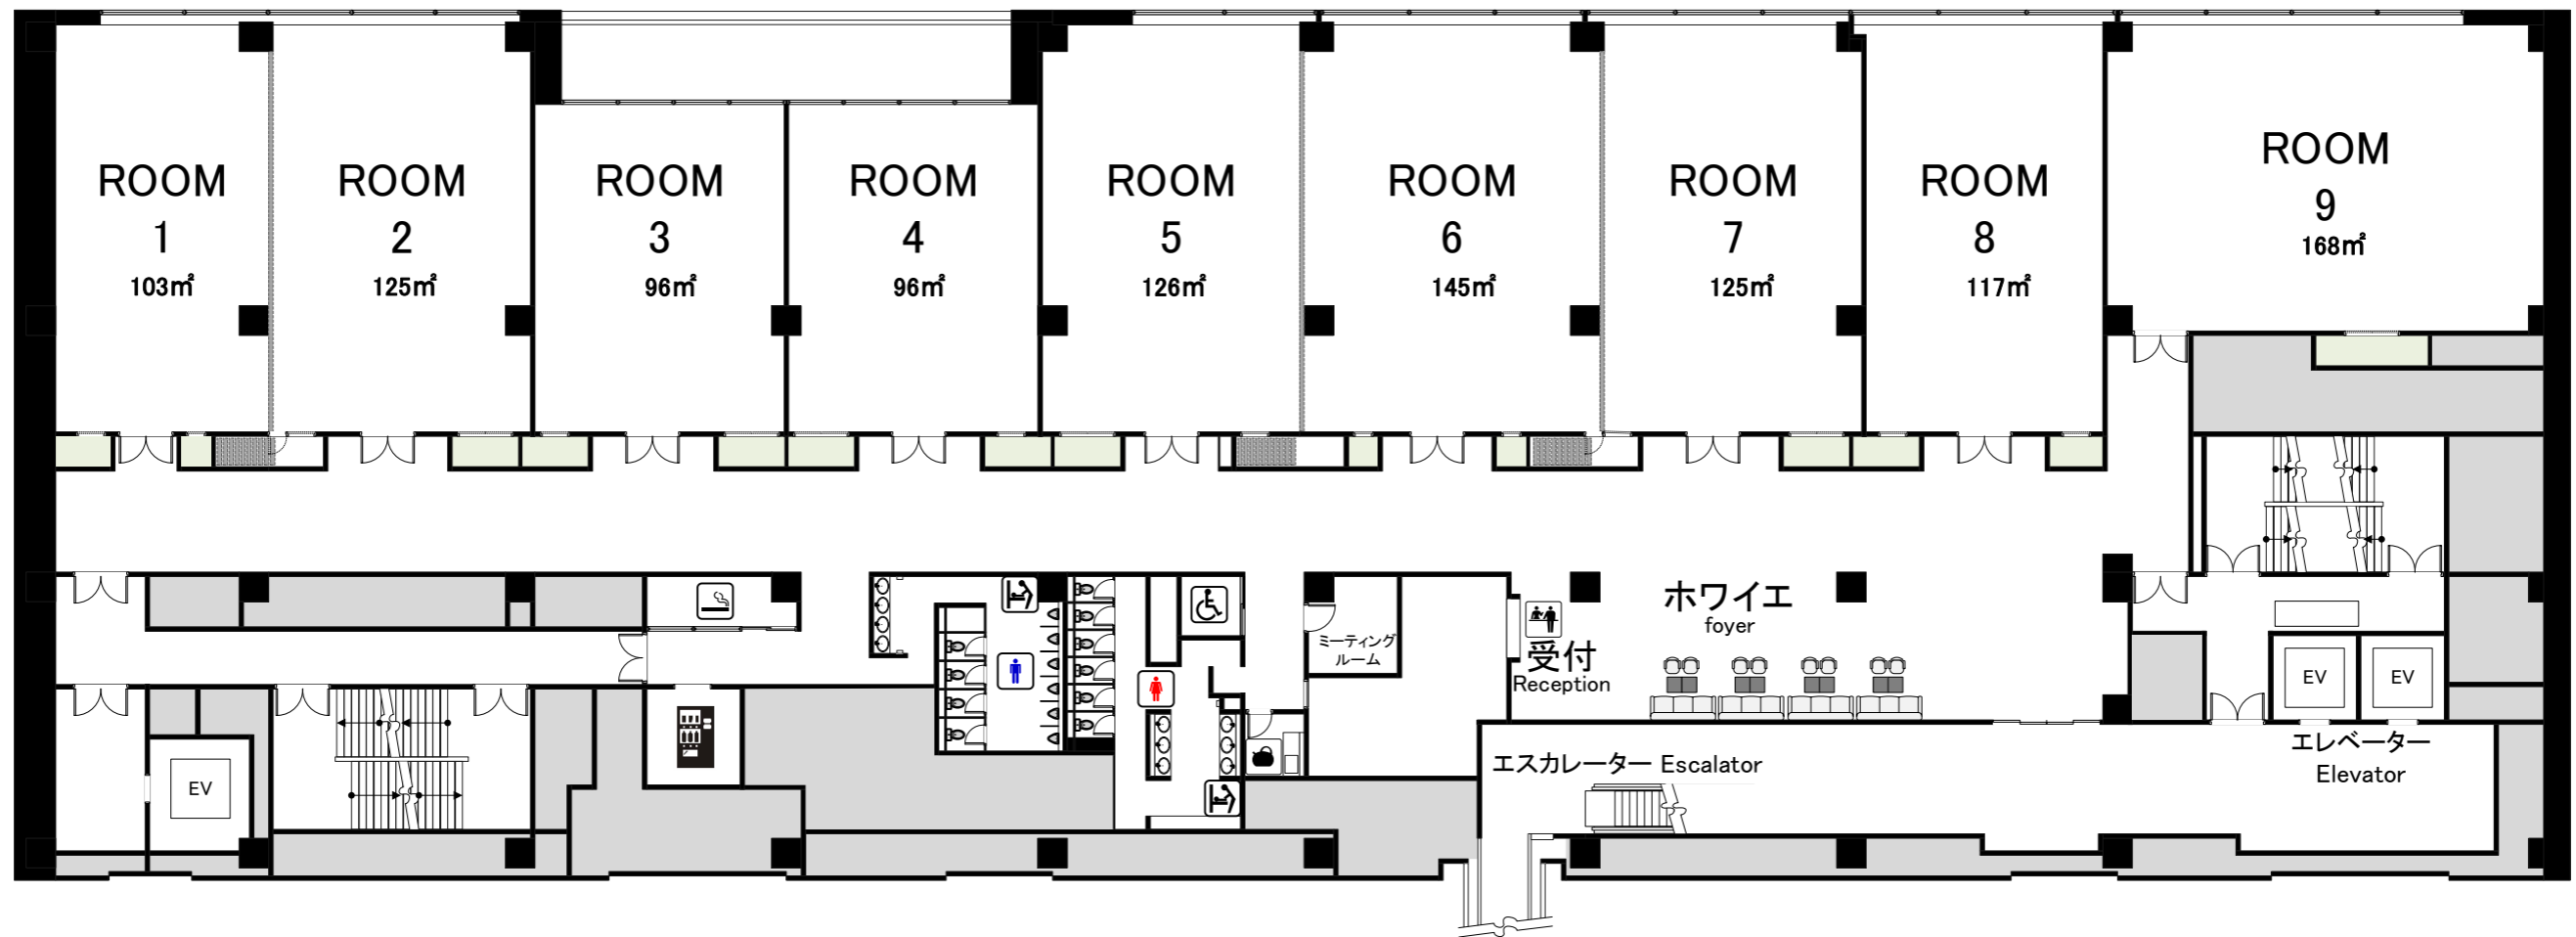 ROOM
1
103㎡
ROOM
2
125㎡
ROOM
3
96㎡
ROOM
4
96㎡
ROOM
5
126㎡
ROOM
6
145㎡
ROOM
7
125㎡
ROOM
8
117㎡
ROOM
9
168㎡
ミーティング
ルーム
受付
Reception
ホワイエ
foyer
EV
EV
EV
エスカレーター Escalator
エレベーター
Elevator